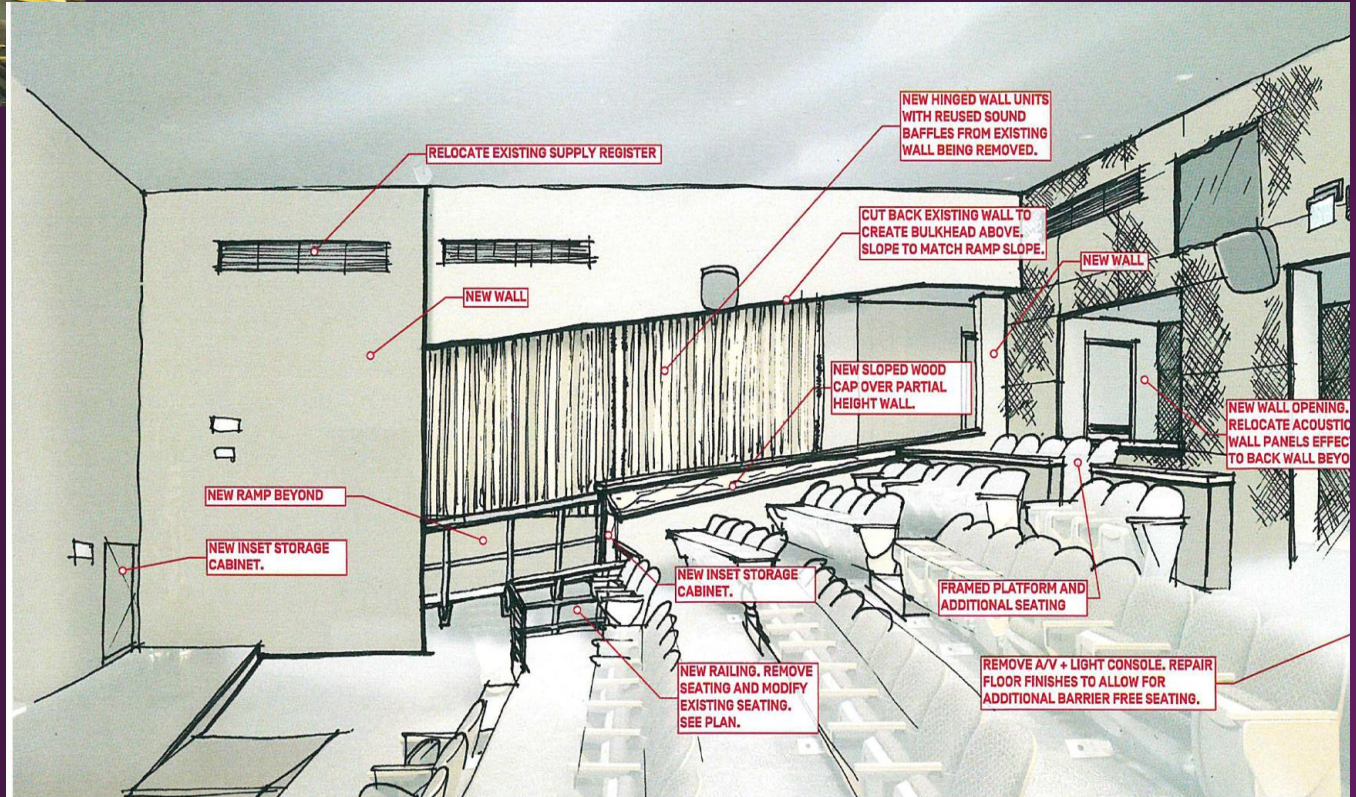 NEW HINGED WALL UNITS
WITH REUSED SOUND
BAFFLES FROM EXISTING
WALL BEING REMOVED.
RELOCATE EXISTING SUPPLY REGISTER
CUT BACK EXISTING WALL TO
CREATE BULKHEAD ABOVE.
SLOPE TO MATCH RAMP SLOPE.
NEW WALL
NEW WALL
NEW SLOPED WOOD
CAP OVER PARTIAL
HEIGHT WALL.
NEW WALL OPENING.
RELOCATE ACOUSTIC
WALL PANELS EFFEC
TO BACK WALL BEYO
NEW RAMP BEYOND
NEW INSET STORAGE
CABINET.
NEW INSET STORAGE
CABINET.
FRAMED PLATFORM AND
ADDITIONAL SEATING
NEW RAILING. REMOVE
SEATING AND MODIFY
EXISTING SEATING.
SEE PLAN.
REMOVE A/V + LIGHT CONSOLE. REPAIR
FLOOR FINISHES TO ALLOW FOR
ADDITIONAL BARRIER FREE SEATING.